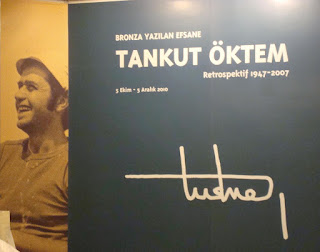 BRONZA YAZILAN EFSANE
TANKUT ÖKTEM
Retrospektif 1947-2007
5 Ekim - 5 Aralık 2010